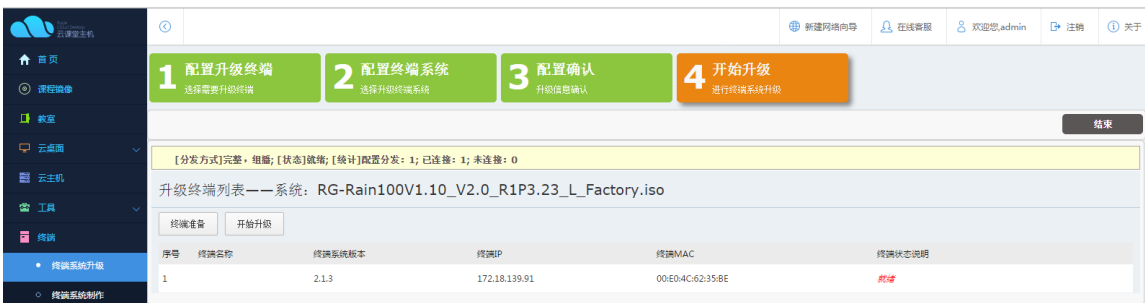 云课堂主机
新建网络向导
在线客服
欢迎您,admin
注销
关于
首页
课程镜像
教室
云桌面
云主机
工具
终端
终端系统升级
终端系统制作
1 配置升级终端
选择需要升级终端
2 配置终端系统
选择升级终端系统
3 配置确认
升级信息确认
4 开始升级
进行终端系统升级
结束
[分发方式]完整，组播; [状态]就绪; [统计]配置分发：1; 已连接：1; 未连接：0
升级终端列表——系统：RG-Rain100V1.10_V2.0_R1P3.23_L_Factory.iso
终端准备 开始升级
序号 终端名称 终端系统版本 终端IP 终端MAC 终端状态说明
1 2.1.3 172.18.139.91 00:E0:4C:62:35:BE 就绪